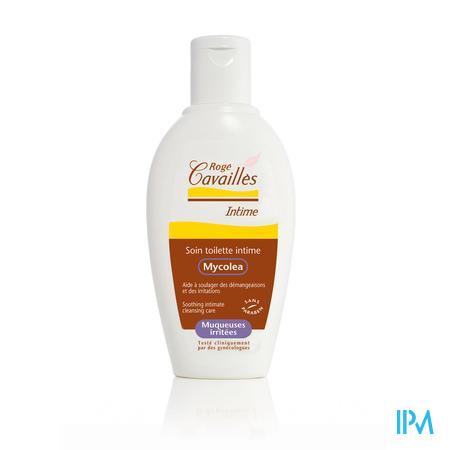 Rogé
Cavaillès
Intime
Soin toilette intime
Mycolea
Aide à soulager des démangeaisons
et des irritations
Soothing intimate
cleansing care
SANS
PARABEN
Muqueuses
irritées
Testé cliniquement
par des gynécologues
IPM